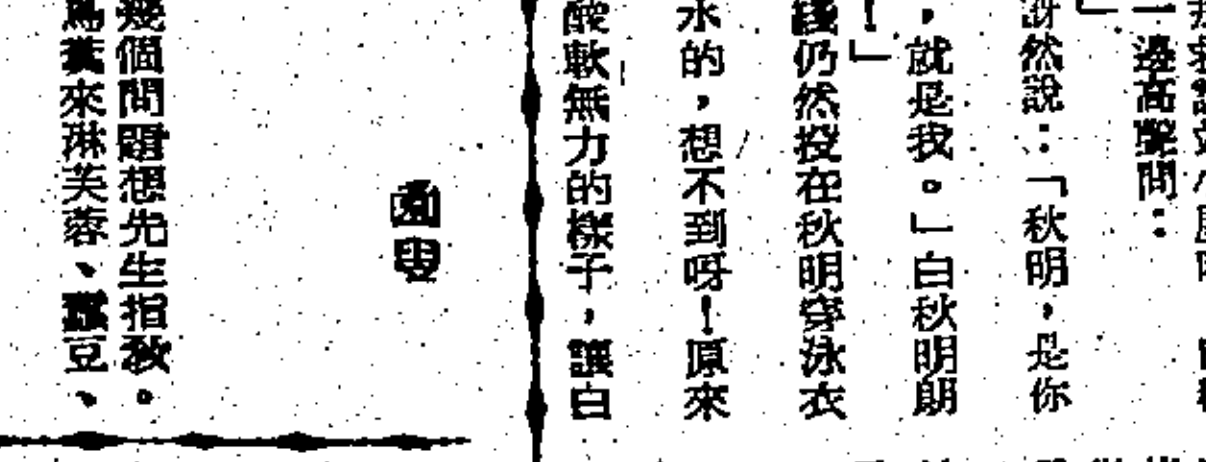 一邊高聲問：
訝然說：「秋明，是你
，就是我。」白秋明朗
！」
仍然投在秋明穿泳衣
水的，想不到呀！原來
酸軟無力的樣子，讓白
幾個問題想先生指教。
來淋芙蓉、豆、